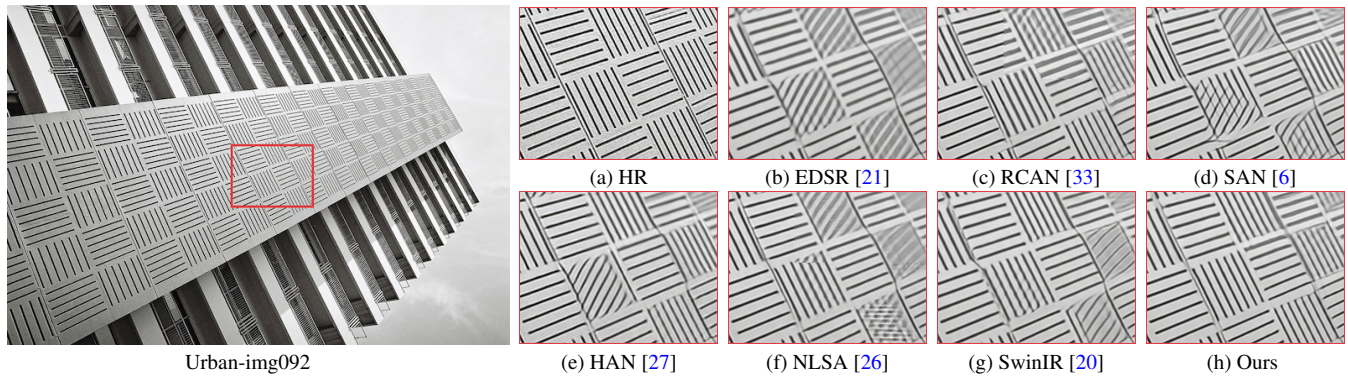 (a) HR
(b) EDSR [21]
(c) RCAN [33]
(d) SAN [6]
Urban-img092
(e) HAN [27]
(f) NLSA [26]
(g) SwinIR [20]
(h) Ours